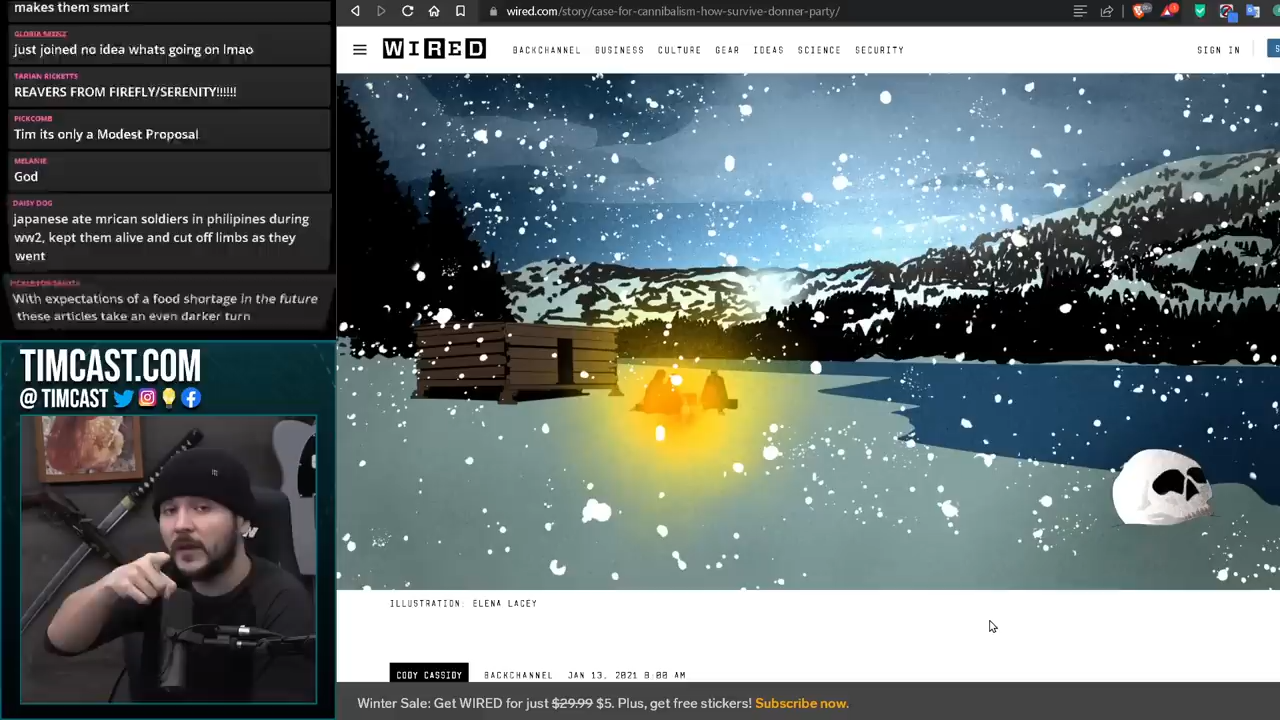 makes them smart
just joined no idea whats going on lmao
TARIAN RICKETTS
REAVERS FROM FIREFLY/SERENITY!!!!!!
PICKCOMB
Tim its only a Modest Proposal
MELANIE
God
DAISY DOG
japanese ate mrican soldiers in philipines during
ww2, kept them alive and cut off limbs as they
went
With expectations of a food shortage in the future
these articles take an even darker turn
TIMCAST.COM
@ TIMCAST
wired.com/story/case-for-cannibalism-how-survive-donner-party/
WIRED
BACKCHANNEL BUSINESS CULTURE GEAR IDEAS SCIENCE SECURITY
SIGN IN
ILLUSTRATION: ELENA LACEY
CODY CASSIDY BACKCHANNEL JAN 13, 2021 8:00 AM
Winter Sale: Get WIRED for just $29.99 $5. Plus, get free stickers! Subscribe now.